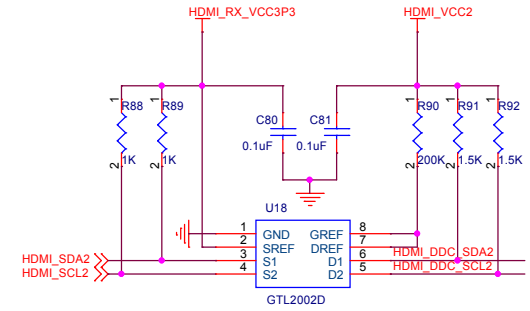 HDMI_RX_VCC3P3
HDMI_VCC2
1 R88
1 R89
C80
C81
1 R90
1 R91
1 R92
2 1K
2 1K
0.1uF
0.1uF
2 200K
2 1.5K
2 1.5K
U18
1 GND GREF 8
2 SREF DREF 7
HDMI_SDA2 3 S1 D1 6 HDMI_DDC_SDA2
HDMI_SCL2 4 S2 D2 5 HDMI_DDC_SCL2
GTL2002D